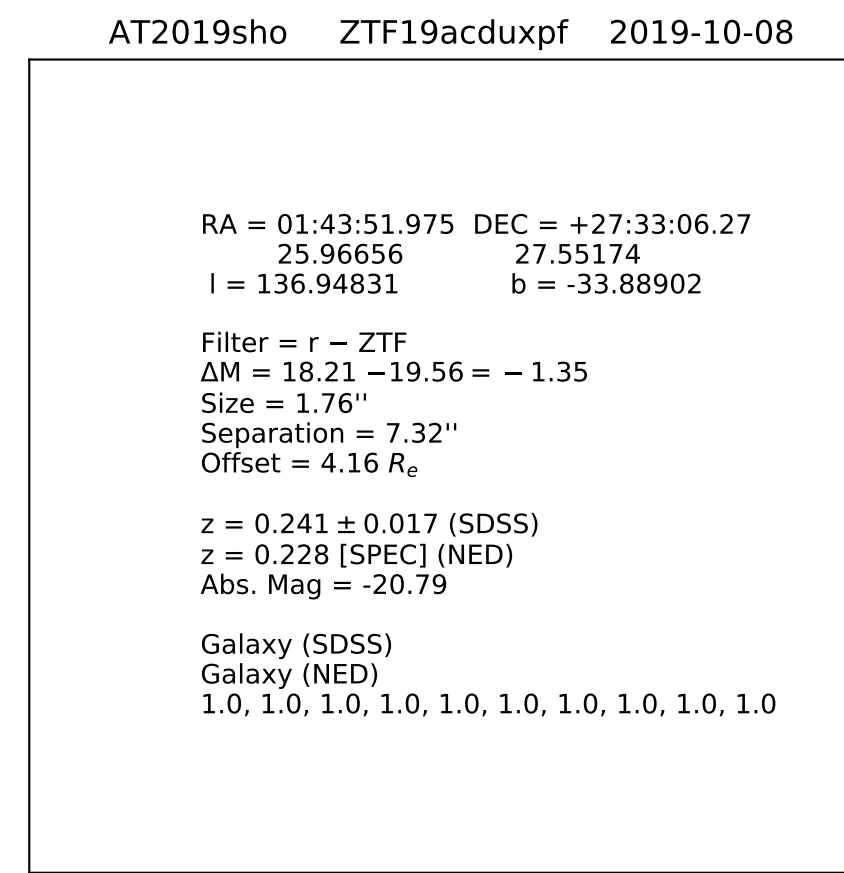 AT2019sho ZTF19acduxpf 2019-10-08
RA = 01:43:51.975 DEC = +27:33:06.27
25.96656 27.55174
l = 136.94831 b = -33.88902
Filter = r − ZTF
ΔM = 18.21 −19.56 = − 1.35
Size = 1.76''
Separation = 7.32''
Offset = 4.16 Re
z = 0.241 ± 0.017 (SDSS)
z = 0.228 [SPEC] (NED)
Abs. Mag = -20.79
Galaxy (SDSS)
Galaxy (NED)
1.0, 1.0, 1.0, 1.0, 1.0, 1.0, 1.0, 1.0, 1.0, 1.0